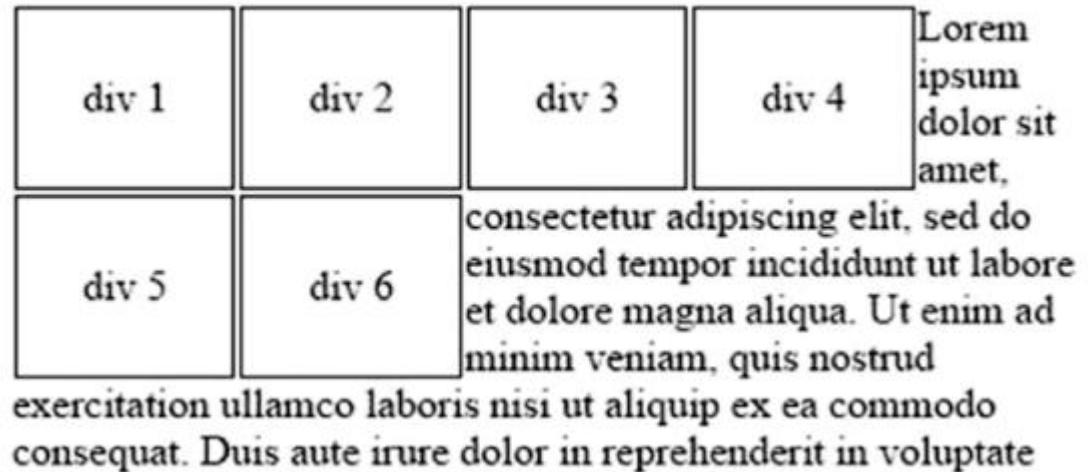 div 1
div 2
div 3
div 4
Lorem
ipsum
dolor sit
amet,
div 5
div 6
consectetur adipiscing elit, sed do
eiusmod tempor incididunt ut labore
et dolore magna aliqua. Ut enim ad
minim veniam, quis nostrud
exercitation ullamco laboris nisi ut aliquip ex ea commodo
consequat. Duis aute irure dolor in reprehenderit in voluptate